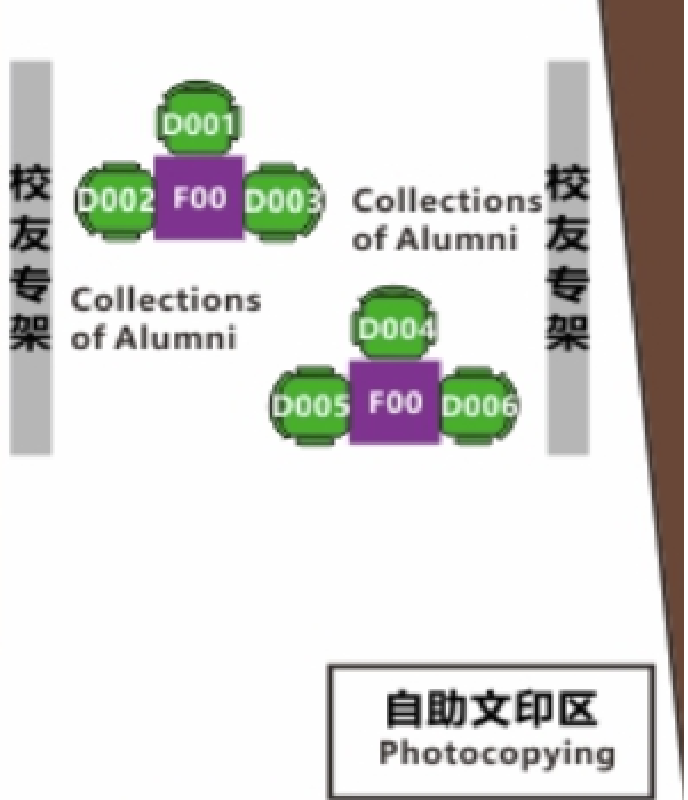 D001
D002 F00 D003
校友专架
Collections
of Alumni
Collections
of Alumni
校友专架
D004
D005 F00 D006
自助文印区
Photocopying